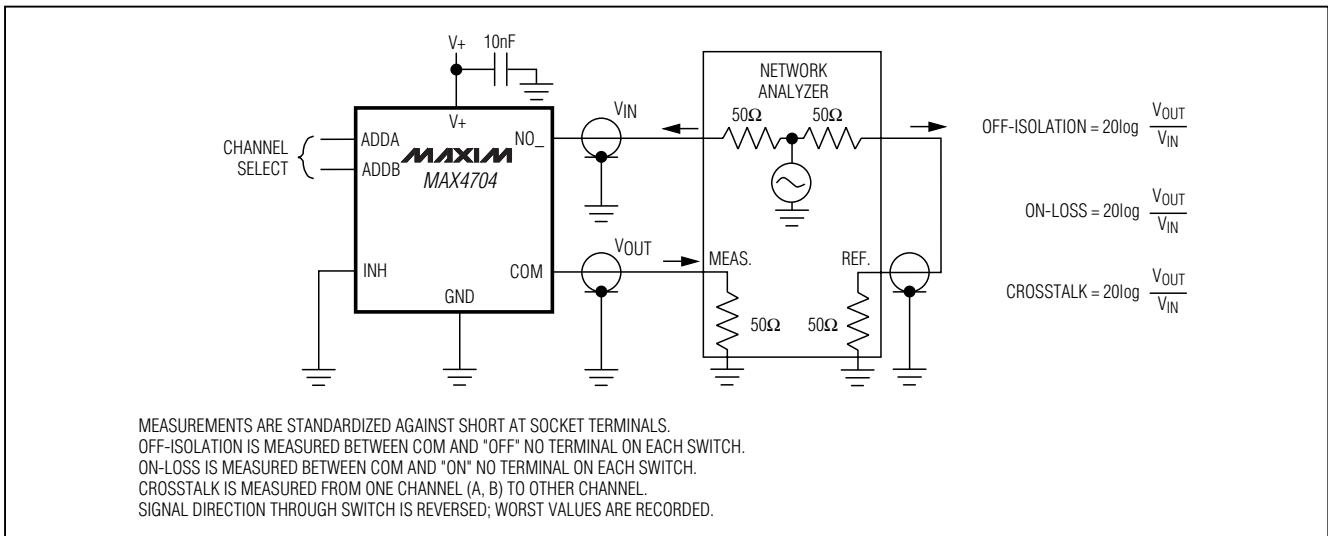 V+
10nF
V+
CHANNEL
SELECT
ADDA
ADDB
MAXIM
MAX4704
NO_
INH
COM
GND
VIN
VOUT
NETWORK
ANALYZER
50Ω
50Ω
MEAS.
REF.
50Ω
50Ω
OFF-ISOLATION = 20log VOUT
VIN
ON-LOSS = 20log VOUT
VIN
CROSSTALK = 20log VOUT
VIN
MEASUREMENTS ARE STANDARDIZED AGAINST SHORT AT SOCKET TERMINALS.
OFF-ISOLATION IS MEASURED BETWEEN COM AND "OFF" NO TERMINAL ON EACH SWITCH.
ON-LOSS IS MEASURED BETWEEN COM AND "ON" NO TERMINAL ON EACH SWITCH.
CROSSTALK IS MEASURED FROM ONE CHANNEL (A, B) TO OTHER CHANNEL.
SIGNAL DIRECTION THROUGH SWITCH IS REVERSED; WORST VALUES ARE RECORDED.